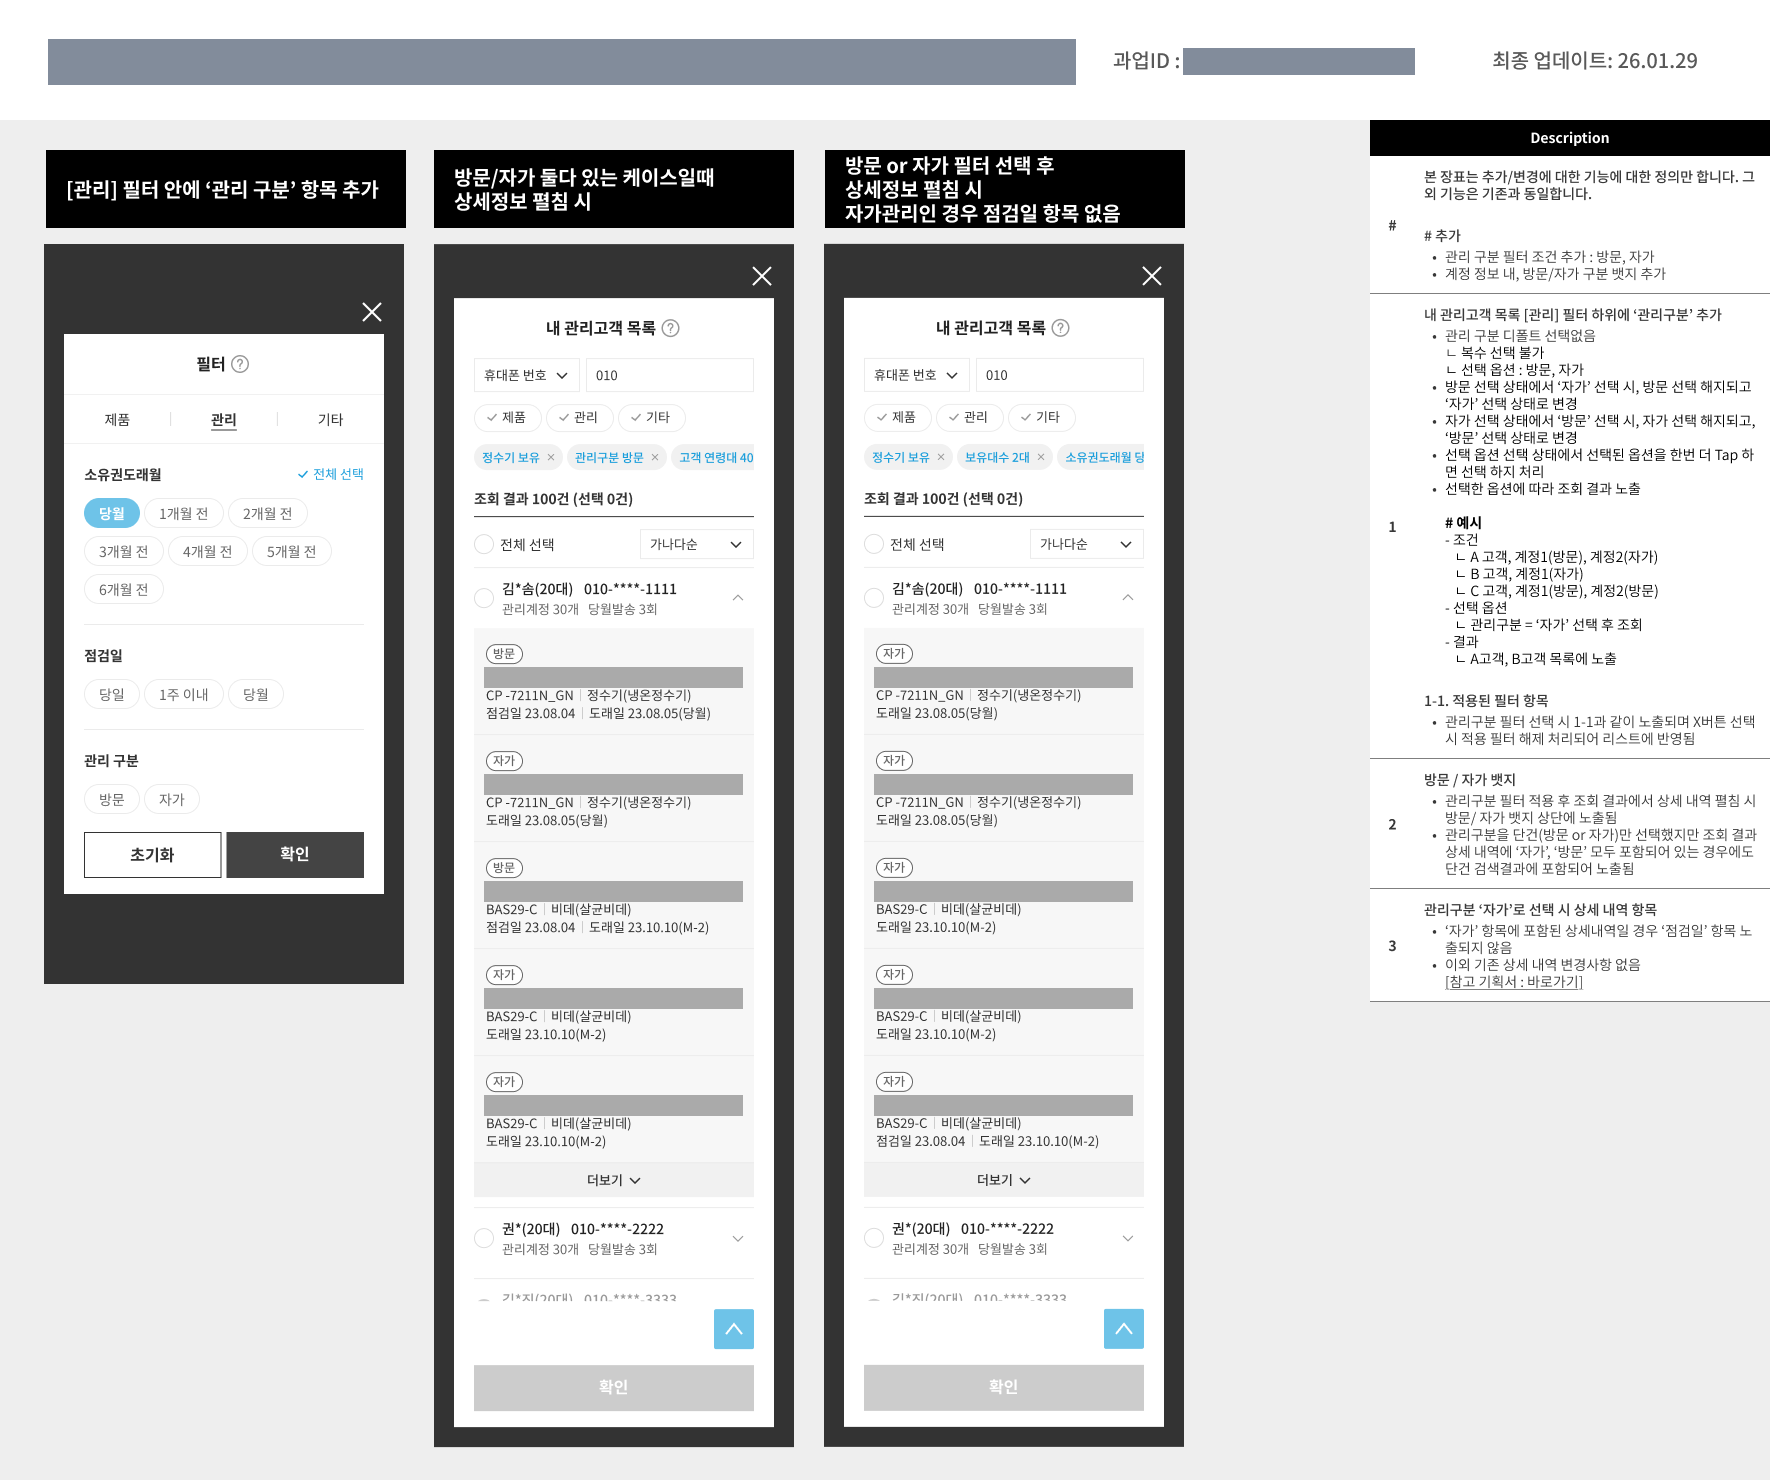 과업ID :
최종 업데이트: 26.01.29
[관리] 필터 안에 ‘관리 구분’ 항목 추가
필터 ?
제품
관리
기타
소유권도래월
전체 선택
당월
1개월 전
2개월 전
3개월 전
4개월 전
5개월 전
6개월 전
점검일
당일
1주 이내
당월
관리 구분
방문
자가
초기화
확인
방문/자가 둘다 있는 케이스일때
상세정보 펼침 시
내 관리고객 목록 ?
휴대폰 번호
010
제품
관리
기타
정수기 보유 ×
관리구분 방문 ×
고객 연령대 40
조회 결과 100건 (선택 0건)
전체 선택
가나다순
김*솜(20대) 010-****-1111
관리계정 30개 당월발송 3회
방문
CP -7211N_GN | 정수기(냉온정수기)
점검일 23.08.04 | 도래일 23.08.05(당월)
자가
CP -7211N_GN | 정수기(냉온정수기)
도래일 23.08.05(당월)
방문
BAS29-C | 비데(살균비데)
점검일 23.08.04 | 도래일 23.10.10(M-2)
자가
BAS29-C | 비데(살균비데)
도래일 23.10.10(M-2)
자가
BAS29-C | 비데(살균비데)
도래일 23.10.10(M-2)
더보기
권*(20대) 010-****-2222
관리계정 30개 당월발송 3회
김*진(20대) 010-****-3333
확인
방문 or 자가 필터 선택 후
상세정보 펼침 시
자가관리인 경우 점검일 항목 없음
내 관리고객 목록 ?
휴대폰 번호
010
제품
관리
기타
정수기 보유 ×
보유대수 2대 ×
소유권도래월 당
조회 결과 100건 (선택 0건)
전체 선택
가나다순
김*솜(20대) 010-****-1111
관리계정 30개 당월발송 3회
자가
CP -7211N_GN | 정수기(냉온정수기)
도래일 23.08.05(당월)
자가
CP -7211N_GN | 정수기(냉온정수기)
도래일 23.08.05(당월)
자가
BAS29-C | 비데(살균비데)
도래일 23.10.10(M-2)
자가
BAS29-C | 비데(살균비데)
도래일 23.10.10(M-2)
자가
BAS29-C | 비데(살균비데)
점검일 23.08.04 | 도래일 23.10.10(M-2)
더보기
권*(20대) 010-****-2222
관리계정 30개 당월발송 3회
김*진(20대) 010-****-3333
확인
Description
#
본 장표는 추가/변경에 대한 기능에 대한 정의만 합니다. 그
외 기능은 기존과 동일합니다.
# 추가
• 관리 구분 필터 조건 추가 : 방문, 자가
• 계정 정보 내, 방문/자가 구분 뱃지 추가
1
내 관리고객 목록 [관리] 필터 하위에 ‘관리구분’ 추가
• 관리 구분 디폴트 선택없음
ㄴ 복수 선택 불가
ㄴ 선택 옵션 : 방문, 자가
• 방문 선택 상태에서 ‘자가’ 선택 시, 방문 선택 해지되고
‘자가’ 선택 상태로 변경
• 자가 선택 상태에서 ‘방문’ 선택 시, 자가 선택 해지되고,
‘방문’ 선택 상태로 변경
• 선택 옵션 선택 상태에서 선택된 옵션을 한번 더 Tap 하
면 선택 하지 처리
• 선택한 옵션에 따라 조회 결과 노출
# 예시
- 조건
ㄴ A 고객, 계정1(방문), 계정2(자가)
ㄴ B 고객, 계정1(자가)
ㄴ C 고객, 계정1(방문), 계정2(방문)
- 선택 옵션
ㄴ 관리구분 = ‘자가’ 선택 후 조회
- 결과
ㄴ A고객, B고객 목록에 노출
1-1. 적용된 필터 항목
• 관리구분 필터 선택 시 1-1과 같이 노출되며 X버튼 선택
시 적용 필터 해제 처리되어 리스트에 반영됨
2
방문 / 자가 뱃지
• 관리구분 필터 적용 후 조회 결과에서 상세 내역 펼침 시
방문/ 자가 뱃지 상단에 노출됨
• 관리구분을 단건(방문 or 자가)만 선택했지만 조회 결과
상세 내역에 ‘자가’, ‘방문’ 모두 포함되어 있는 경우에도
단건 검색결과에 포함되어 노출됨
3
관리구분 ‘자가’로 선택 시 상세 내역 항목
• ‘자가’ 항목에 포함된 상세내역일 경우 ‘점검일’ 항목 노
출되지 않음
• 이외 기존 상세 내역 변경사항 없음
[참고 기획서 : 바로가기]